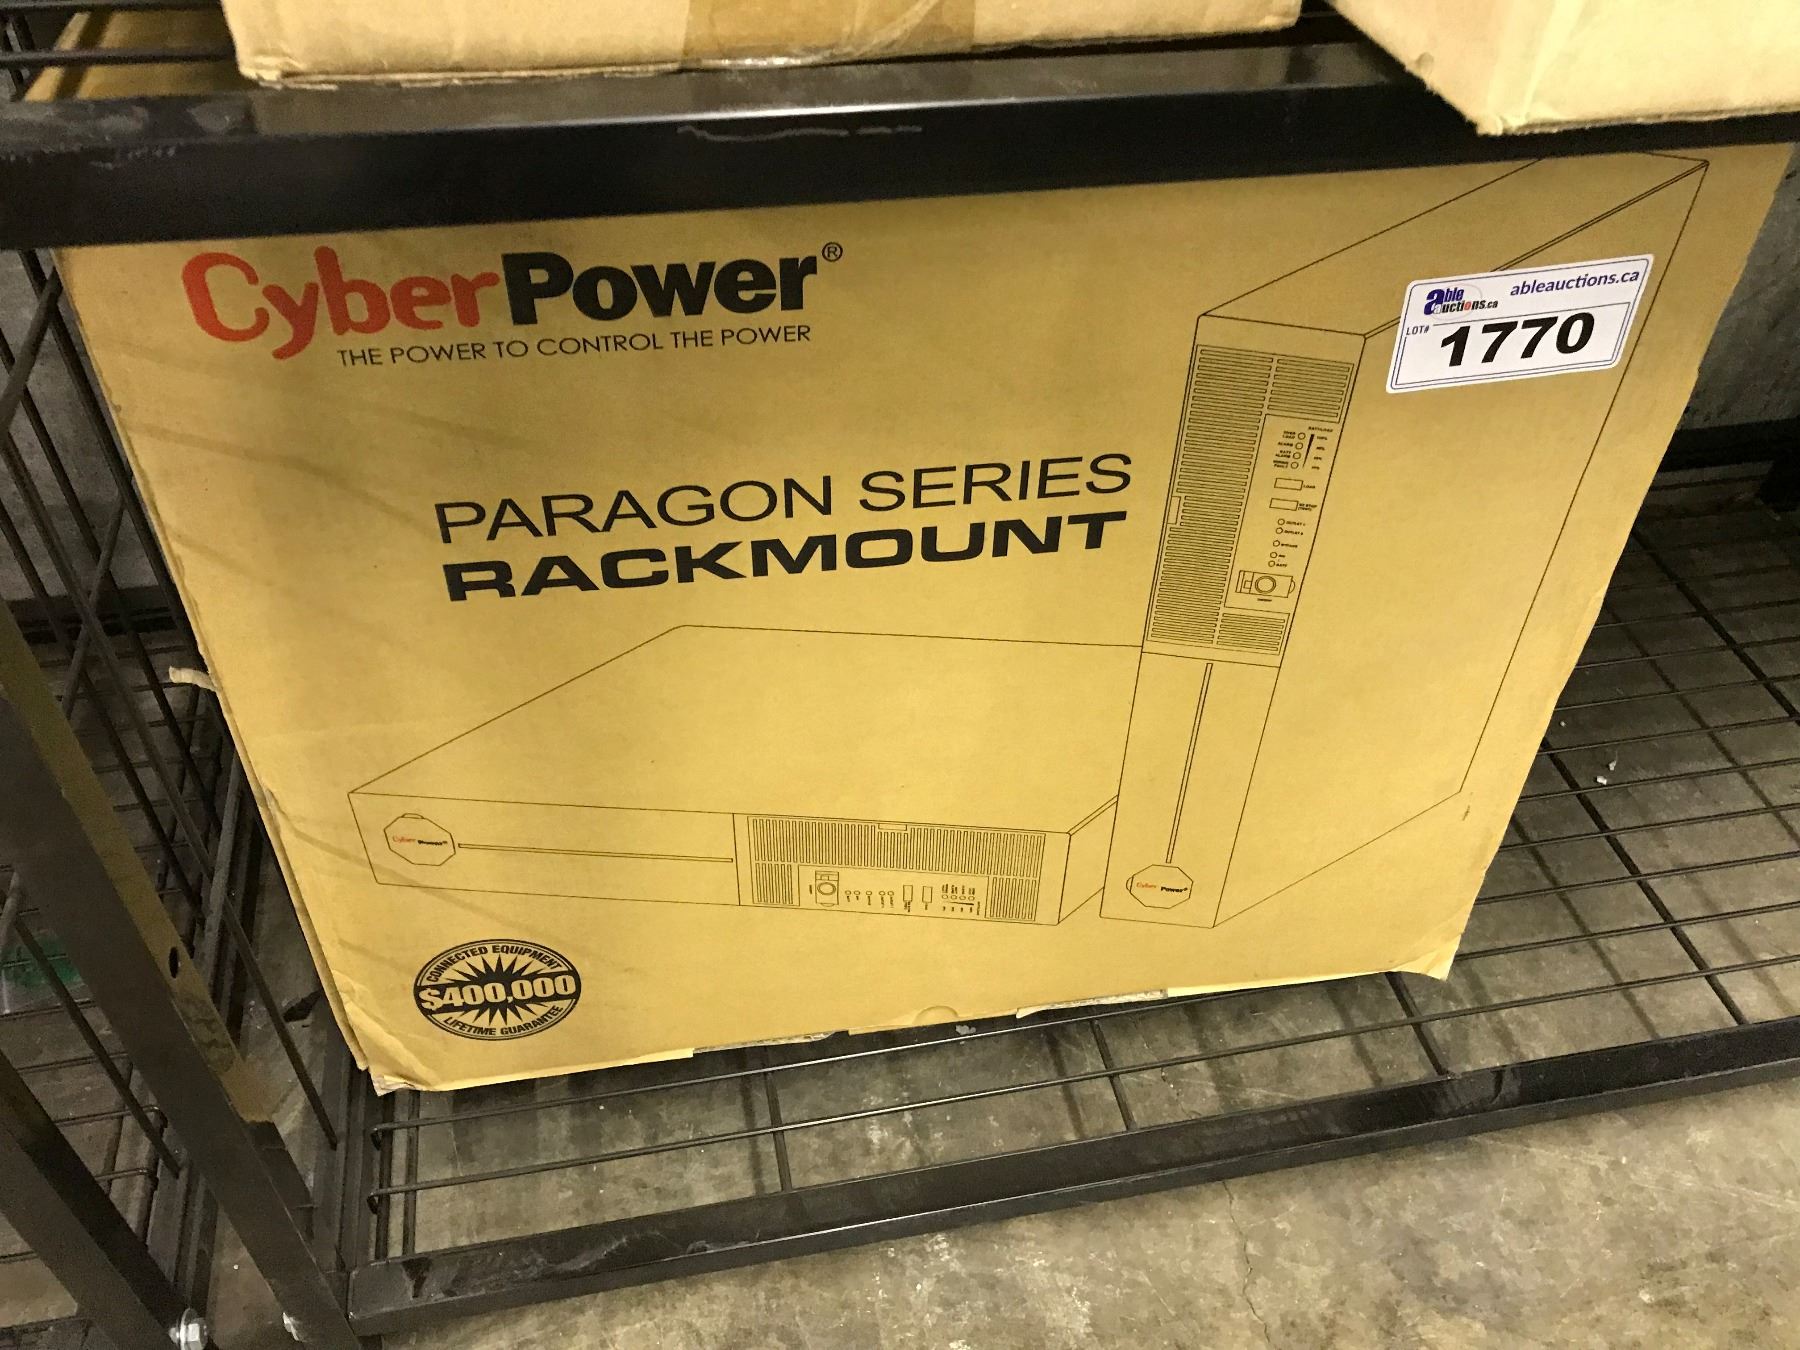 CyberPower®
THE POWER TO CONTROL THE POWER
able auctions.ca
ableauctions.ca
LOT#
1770
PARAGON SERIES
RACKMOUNT
LOAD
CyberPower®
CyberPower®
CONNECTED EQUIPMENT
$400,000
LIFETIME GUARANTEE